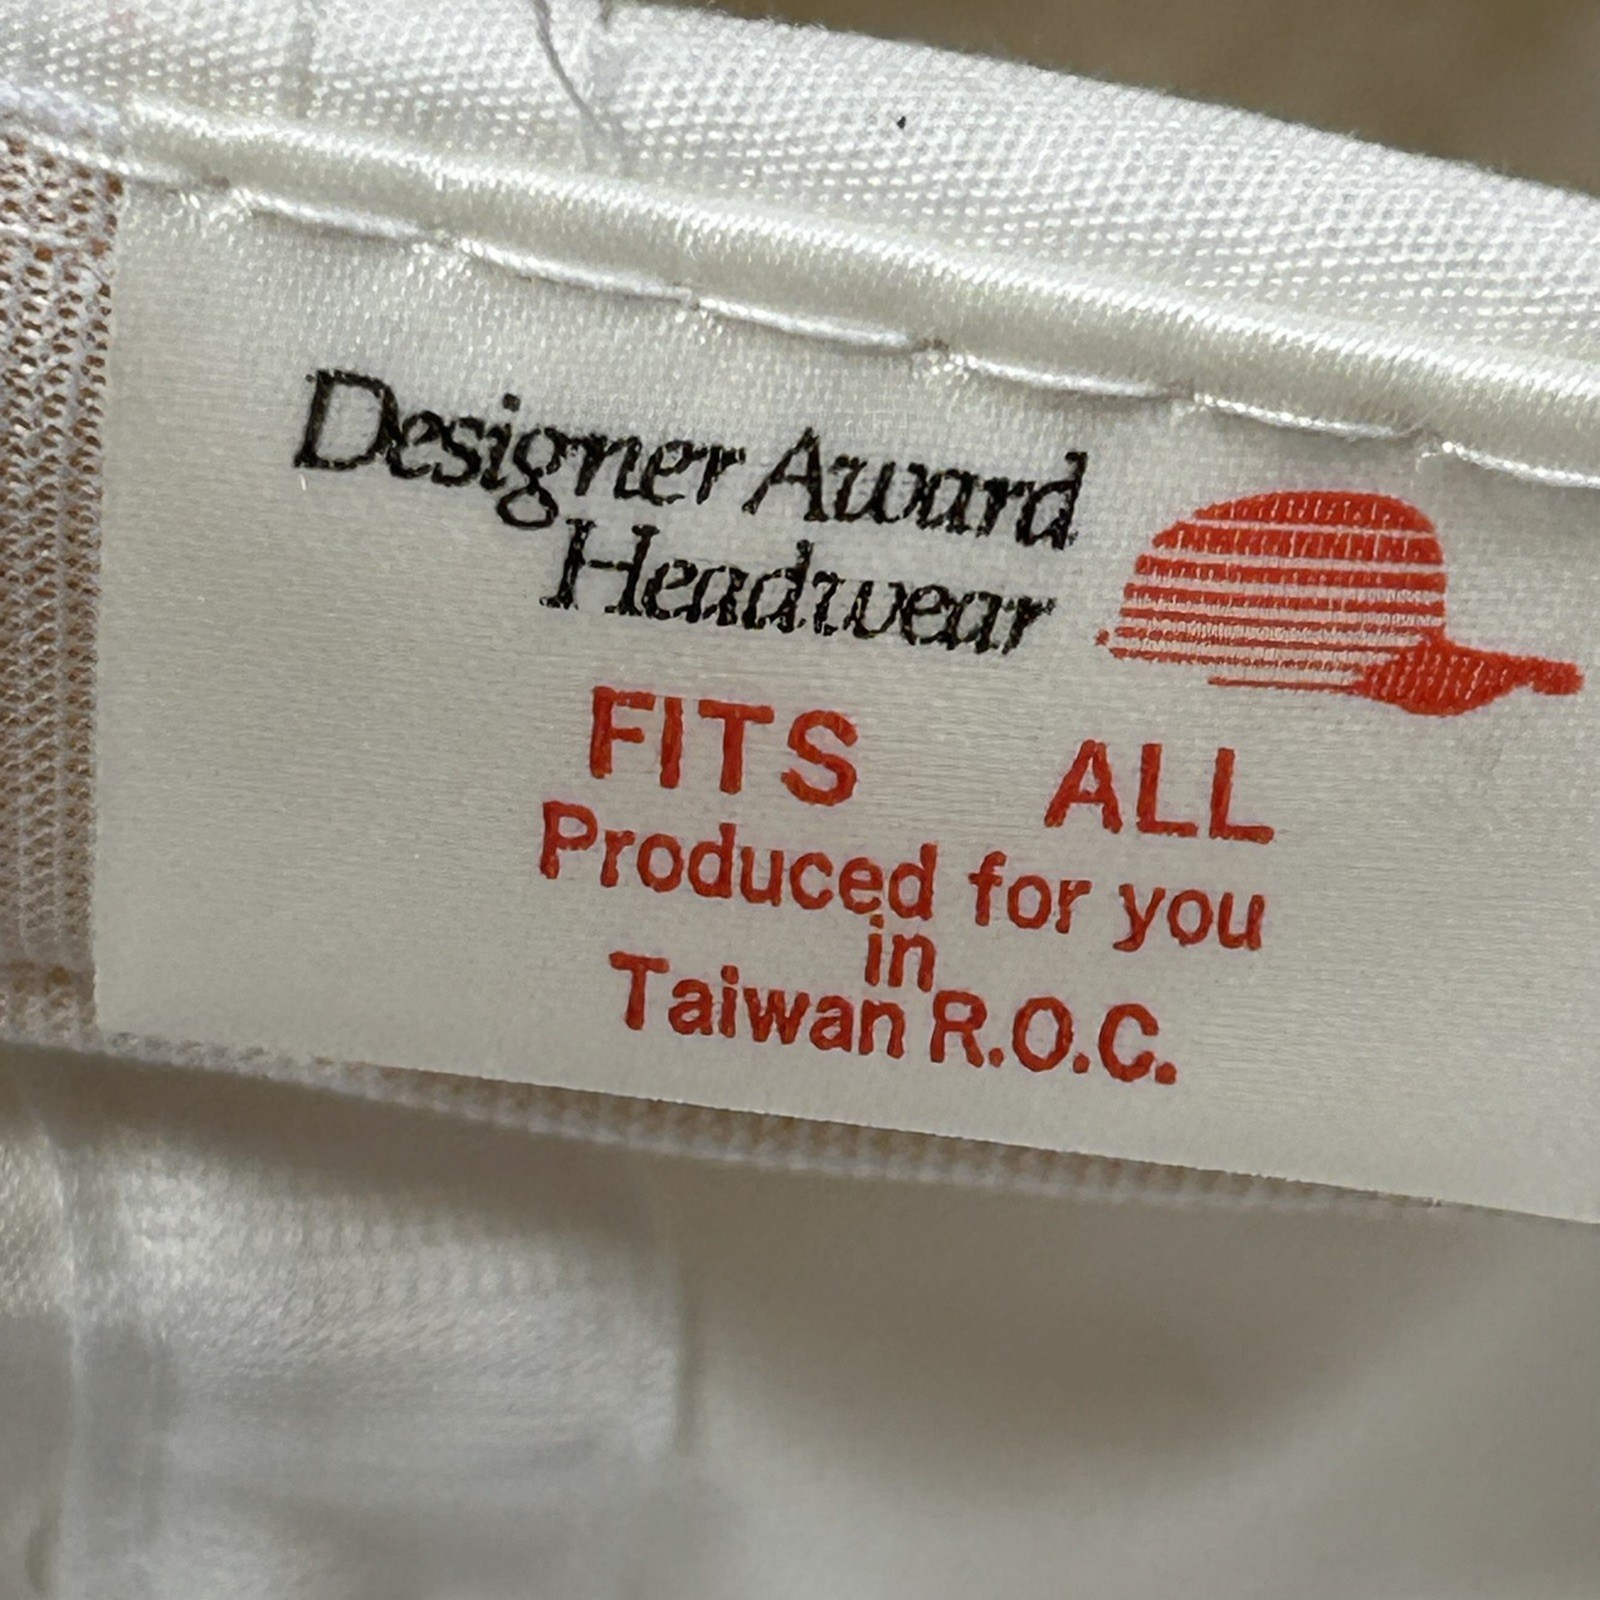 Designer Award
Headwear
FITS ALL
Produced for you
in
Taiwan R.O.C.